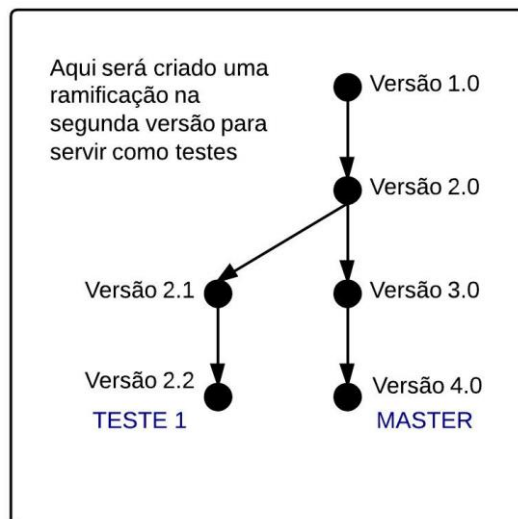 Aqui será criado uma
ramificação na
segunda versão para
servir como testes
Versão 1.0
Versão 2.0
Versão 2.1
Versão 3.0
Versão 2.2
Versão 4.0
TESTE 1
MASTER